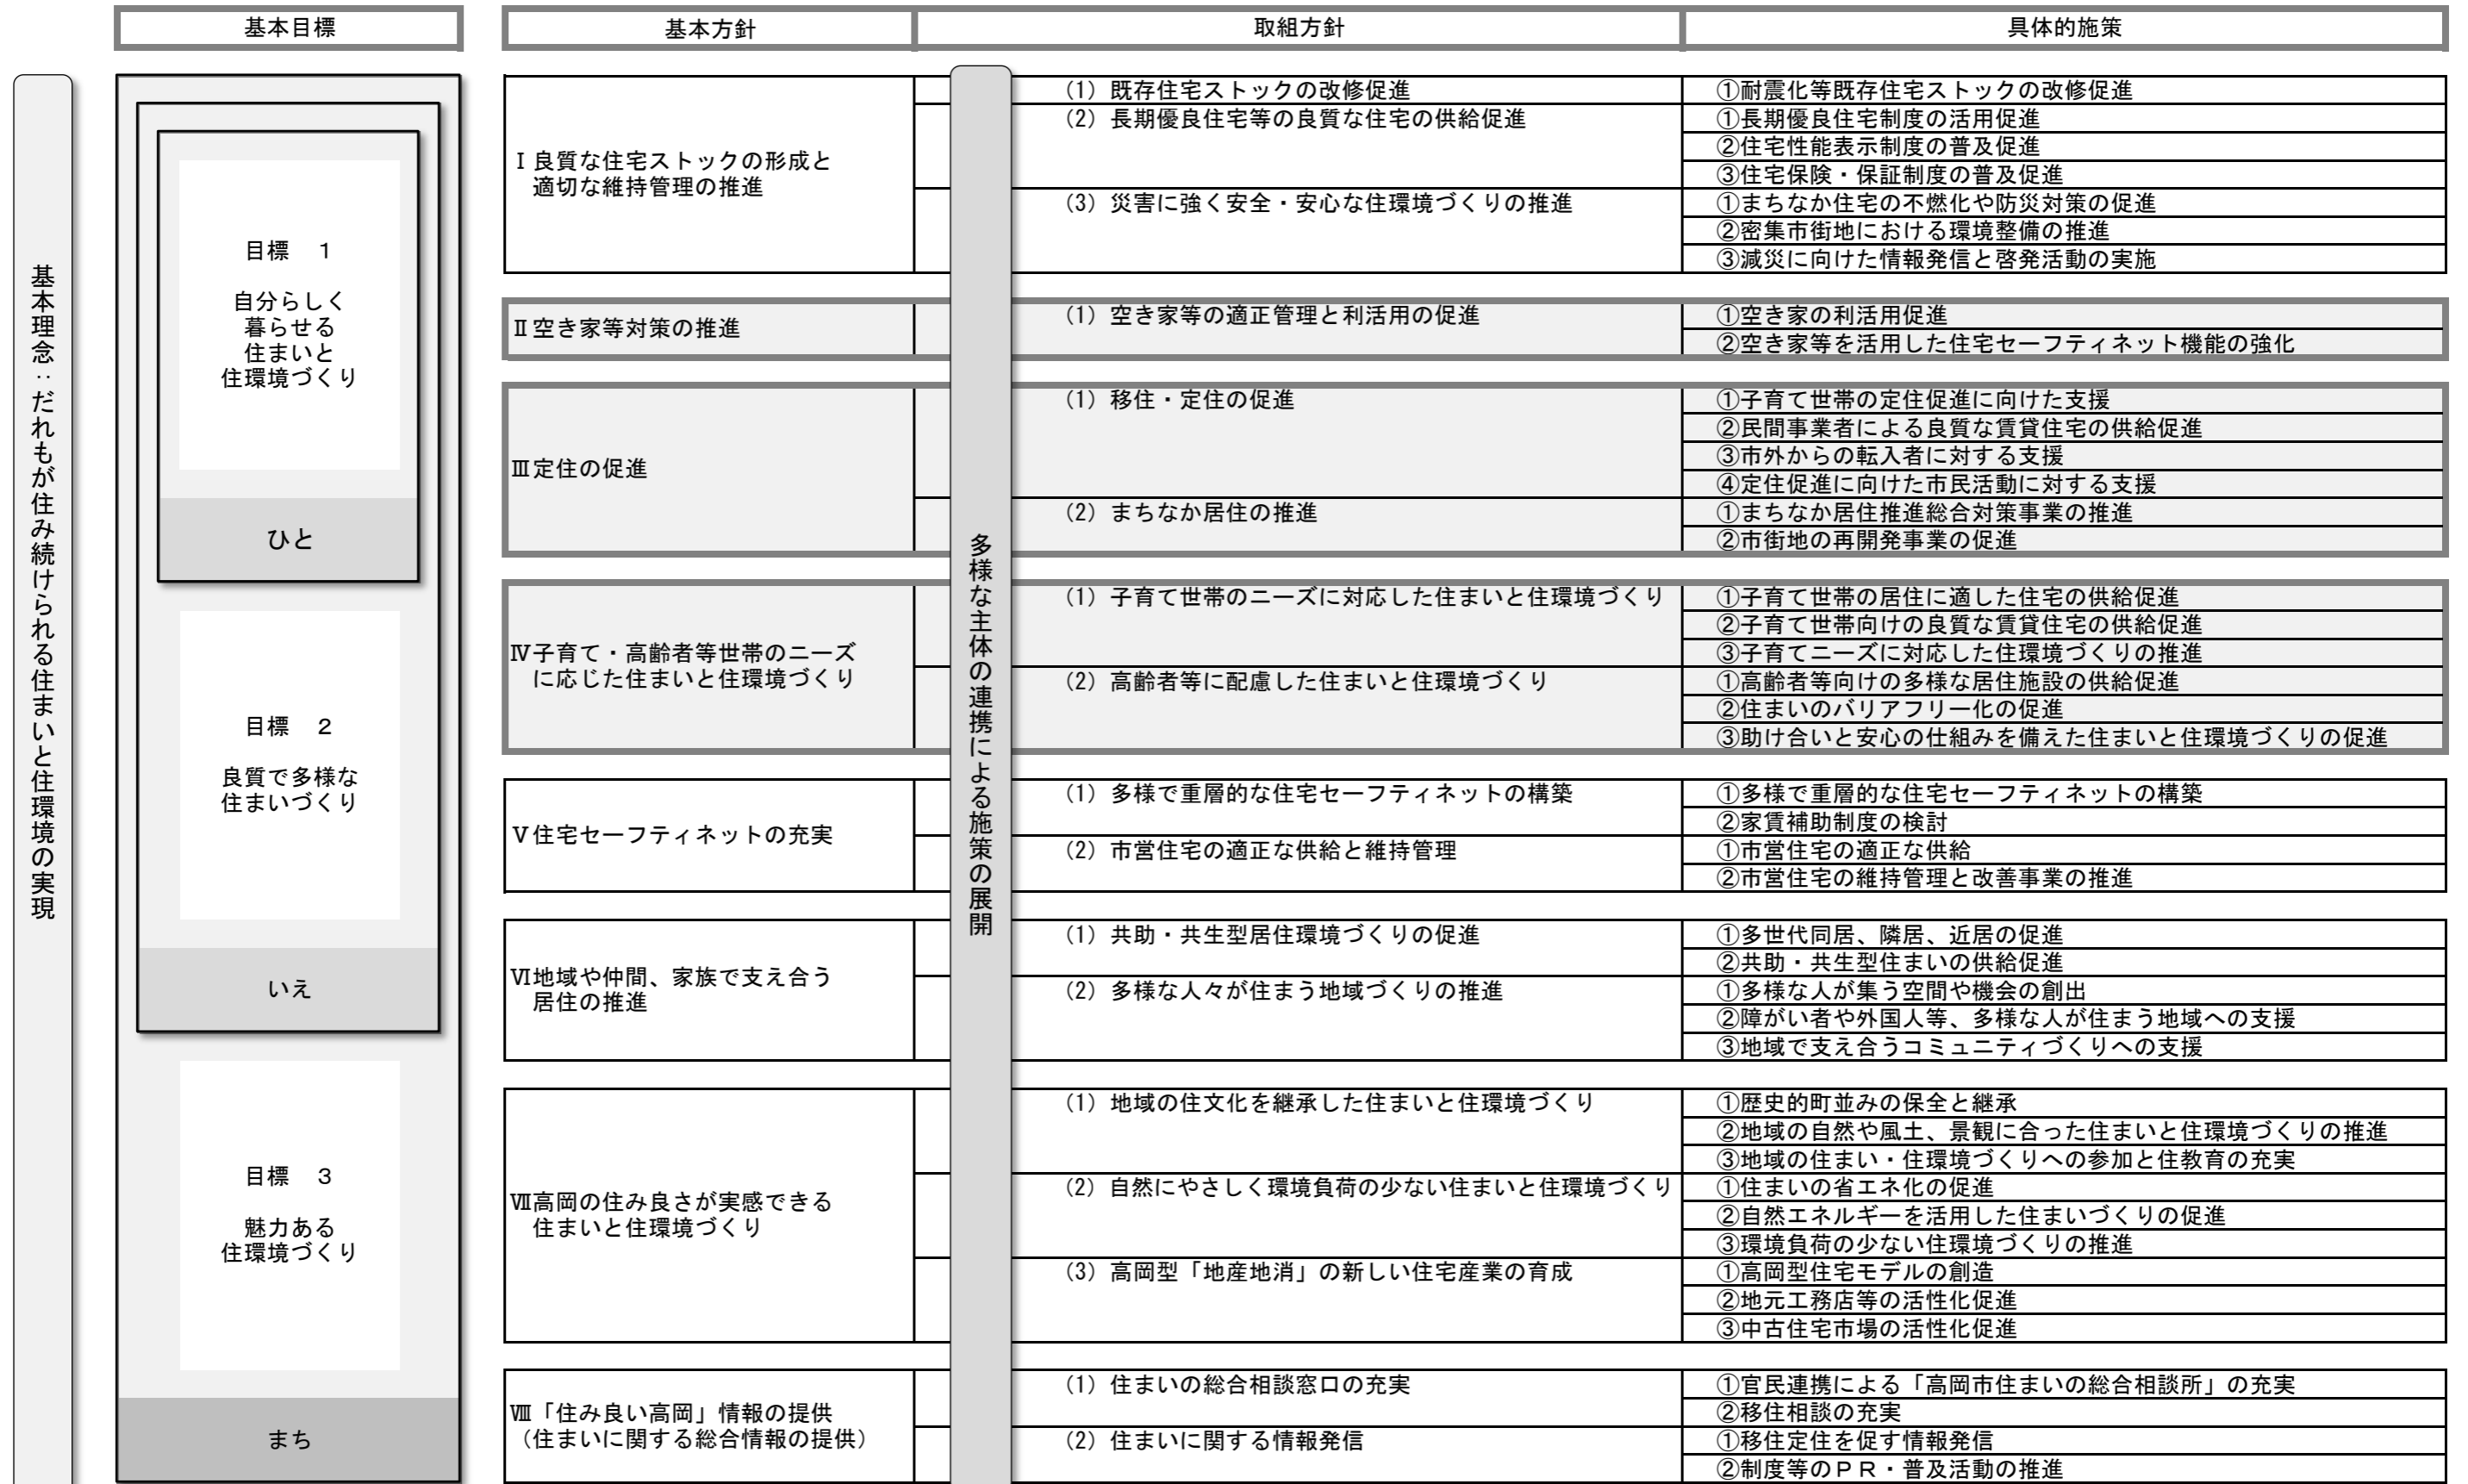 基本目標
基本方針
取組方針
具体的施策
基本理念：だれもが住み続けられる住まいと住環境の実現
目標　1
自分らしく
暮らせる
住まいと
住環境づくり
ひと
目標　2
良質で多様な
住まいづくり
いえ
目標　3
魅力ある
住環境づくり
まち
多様な主体の連携による施策の展開
Ⅰ良質な住宅ストックの形成と
適切な維持管理の推進
(1) 既存住宅ストックの改修促進
①耐震化等既存住宅ストックの改修促進
(2) 長期優良住宅等の良質な住宅の供給促進
①長期優良住宅制度の活用促進
②住宅性能表示制度の普及促進
③住宅保険・保証制度の普及促進
(3) 災害に強く安全・安心な住環境づくりの推進
①まちなか住宅の不燃化や防災対策の促進
②密集市街地における環境整備の推進
③減災に向けた情報発信と啓発活動の実施
Ⅱ空き家等対策の推進
(1) 空き家等の適正管理と利活用の促進
①空き家の利活用促進
②空き家等を活用した住宅セーフティネット機能の強化
Ⅲ定住の促進
(1) 移住・定住の促進
①子育て世帯の定住促進に向けた支援
②民間事業者による良質な賃貸住宅の供給促進
③市外からの転入者に対する支援
④定住促進に向けた市民活動に対する支援
(2) まちなか居住の推進
①まちなか居住推進総合対策事業の推進
②市街地の再開発事業の促進
Ⅳ子育て・高齢者等世帯のニーズ
に応じた住まいと住環境づくり
(1) 子育て世帯のニーズに対応した住まいと住環境づくり
①子育て世帯の居住に適した住宅の供給促進
②子育て世帯向けの良質な賃貸住宅の供給促進
③子育てニーズに対応した住環境づくりの推進
(2) 高齢者等に配慮した住まいと住環境づくり
①高齢者等向けの多様な居住施設の供給促進
②住まいのバリアフリー化の促進
③助け合いと安心の仕組みを備えた住まいと住環境づくりの促進
Ⅴ住宅セーフティネットの充実
(1) 多様で重層的な住宅セーフティネットの構築
①多様で重層的な住宅セーフティネットの構築
②家賃補助制度の検討
(2) 市営住宅の適正な供給と維持管理
①市営住宅の適正な供給
②市営住宅の維持管理と改善事業の推進
Ⅵ地域や仲間、家族で支え合う
居住の推進
(1) 共助・共生型居住環境づくりの促進
①多世代同居、隣居、近居の促進
②共助・共生型住まいの供給促進
(2) 多様な人々が住まう地域づくりの推進
①多様な人が集う空間や機会の創出
②障がい者や外国人等、多様な人が住まう地域への支援
③地域で支え合うコミュニティづくりへの支援
Ⅶ高岡の住み良さが実感できる
住まいと住環境づくり
(1) 地域の住文化を継承した住まいと住環境づくり
①歴史的町並みの保全と継承
②地域の自然や風土、景観に合った住まいと住環境づくりの推進
③地域の住まい・住環境づくりへの参加と住教育の充実
(2) 自然にやさしく環境負荷の少ない住まいと住環境づくり
①住まいの省エネ化の促進
②自然エネルギーを活用した住まいづくりの促進
③環境負荷の少ない住環境づくりの推進
(3) 高岡型「地産地消」の新しい住宅産業の育成
①高岡型住宅モデルの創造
②地元工務店等の活性化促進
③中古住宅市場の活性化促進
Ⅷ「住み良い高岡」情報の提供
（住まいに関する総合情報の提供）
(1) 住まいの総合相談窓口の充実
①官民連携による「高岡市住まいの総合相談所」の充実
②移住相談の充実
(2) 住まいに関する情報発信
①移住定住を促す情報発信
②制度等のＰＲ・普及活動の推進